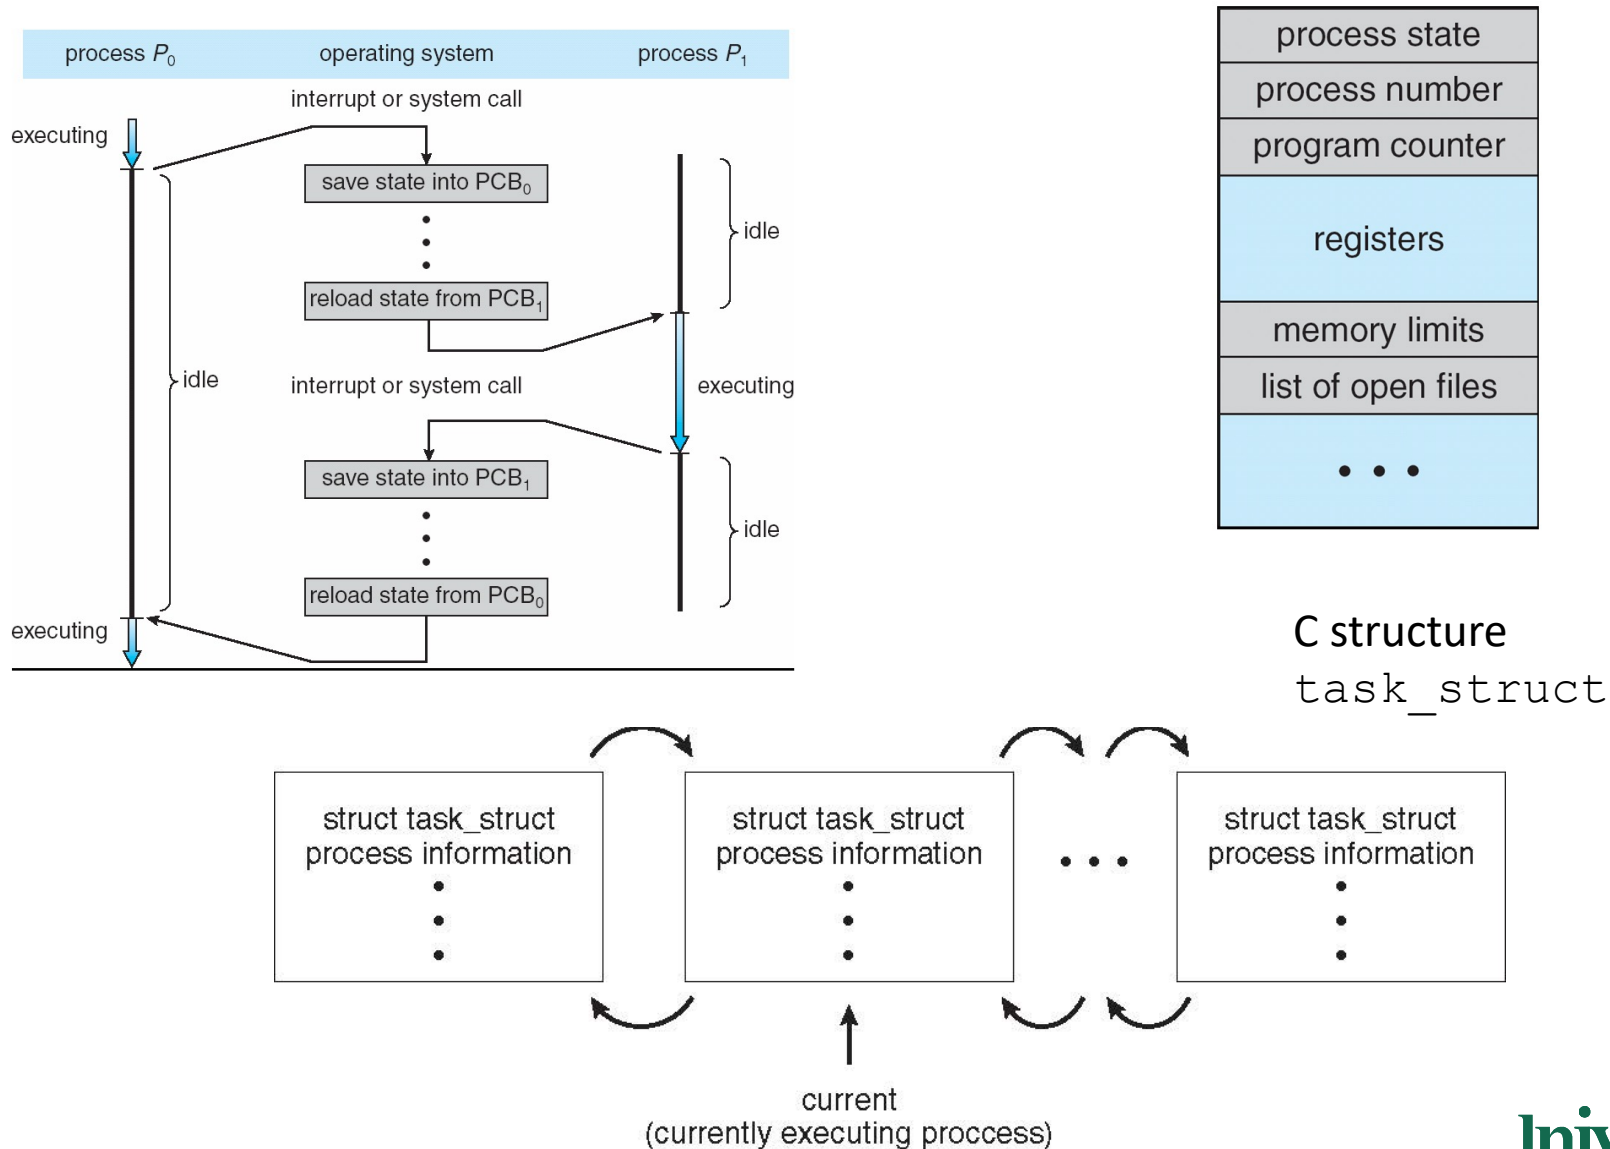 process P₀ operating system process P₁
interrupt or system call
executing
save state into PCB₀
idle
reload state from PCB₁
idle
interrupt or system call
executing
save state into PCB₁
idle
reload state from PCB₀
executing
process state
process number
program counter
registers
memory limits
list of open files
• • •
C structure
task_struct
struct task_struct
process information
struct task_struct
process information
• • •
struct task_struct
process information
current
(currently executing proccess)